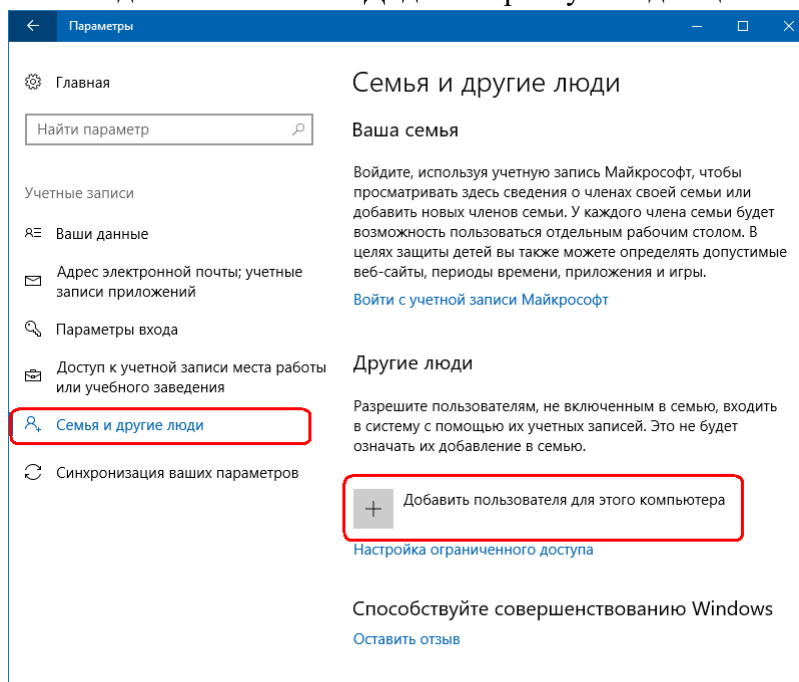 Параметры
Главная
Найти параметр
Учетные записи
Ваши данные
Адрес электронной почты; учетные
записи приложений
Параметры входа
Доступ к учетной записи места работы
или учебного заведения
Семья и другие люди
Синхронизация ваших параметров
Семья и другие люди
Ваша семья
Войдите, используя учетную запись Майкрософт, чтобы
просматривать здесь сведения о членах своей семьи или
добавить новых членов семьи. У каждого члена семьи будет
возможность пользоваться отдельным рабочим столом. В
целях защиты детей вы также можете определять допустимые
веб-сайты, периоды времени, приложения и игры.
Войти с учетной записи Майкрософт
Другие люди
Разрешите пользователям, не включенным в семью, входить
в систему с помощью их учетных записей. Это не будет
означать их добавление в семью.
Добавить пользователя для этого компьютера
Настройка ограниченного доступа
Способствуйте совершенствованию Windows
Оставить отзыв